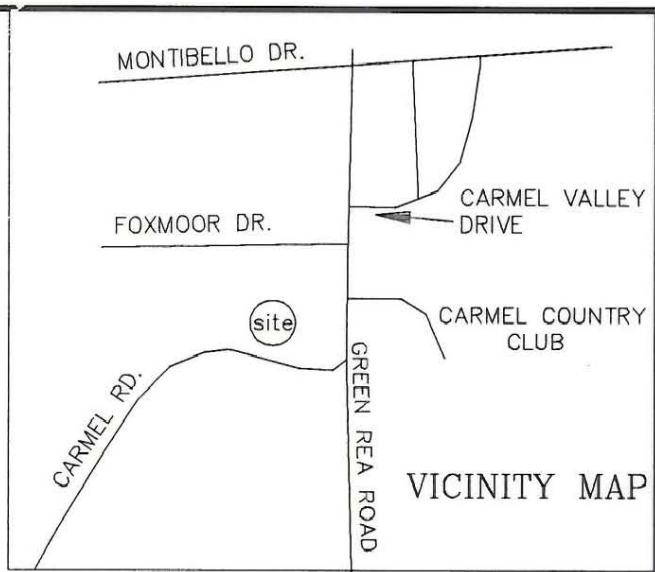 MONTIBELLO DR.
CARMEL VALLEY
DRIVE
FOXMOOR DR.
site
CARMEL COUNTRY
CLUB
CARMEL RD.
GREEN REA ROAD
VICINITY MAP